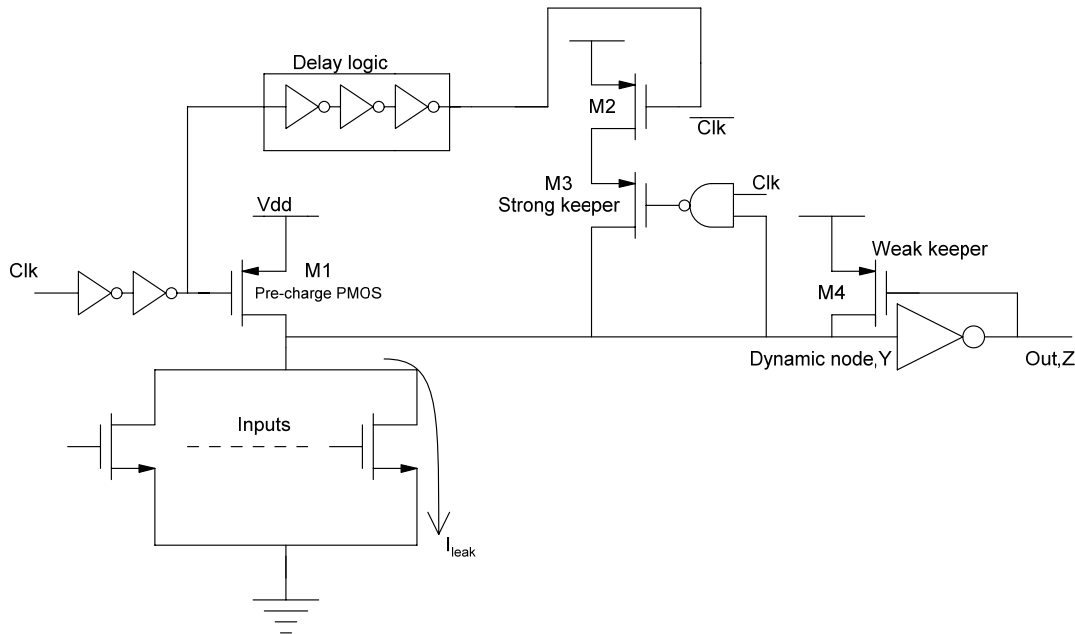 Delay logic
M2
Clk
M3
Clk
Strong keeper
Vdd
Weak keeper
Clk
M1
Pre-charge PMOS
M4
Dynamic node,Y
Out,Z
Inputs
Ileak